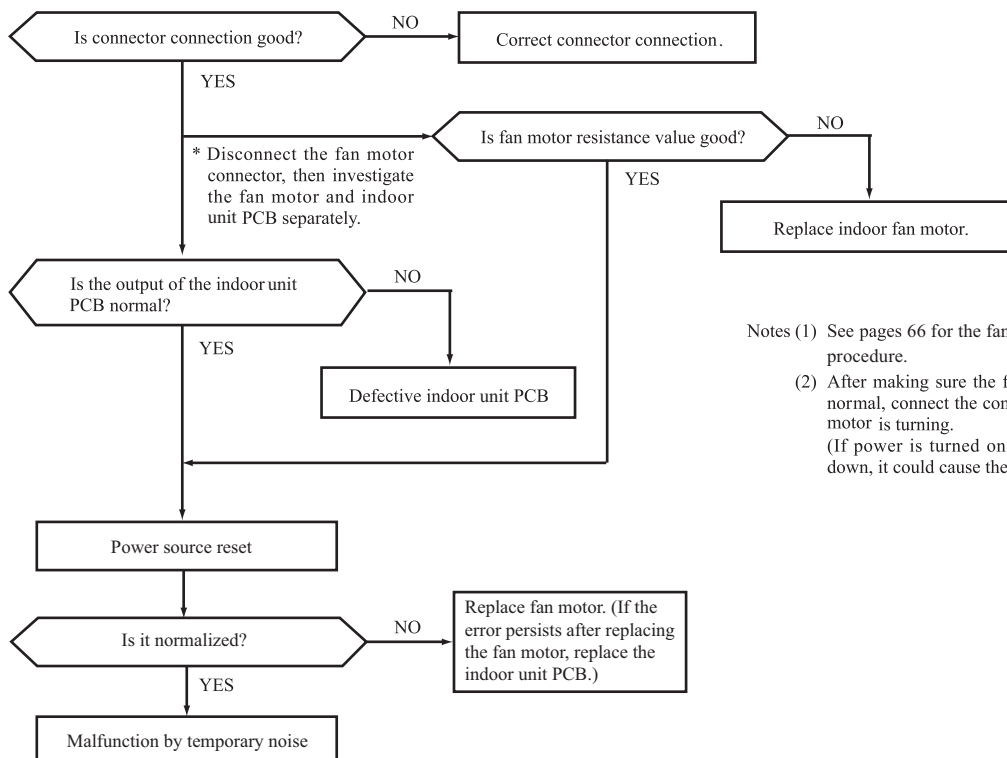 Is connector connection good?
NO
Correct connector connection.
YES
Is fan motor resistance value good?
NO
* Disconnect the fan motor
connector, then investigate
the fan motor and indoor
unit PCB separately.
YES
Replace indoor fan motor.
Is the output of the indoor unit
PCB normal?
NO
YES
Defective indoor unit PCB
Notes (1) See pages 66 for the fan
procedure.
(2) After making sure the
normal, connect the
motor is turning.
(If power is turned on
down, it could cause the
Power source reset
Is it normalized?
NO
Replace fan motor. (If the
error persists after replacing
the fan motor, replace the
indoor unit PCB.)
YES
Malfunction by temporary noise